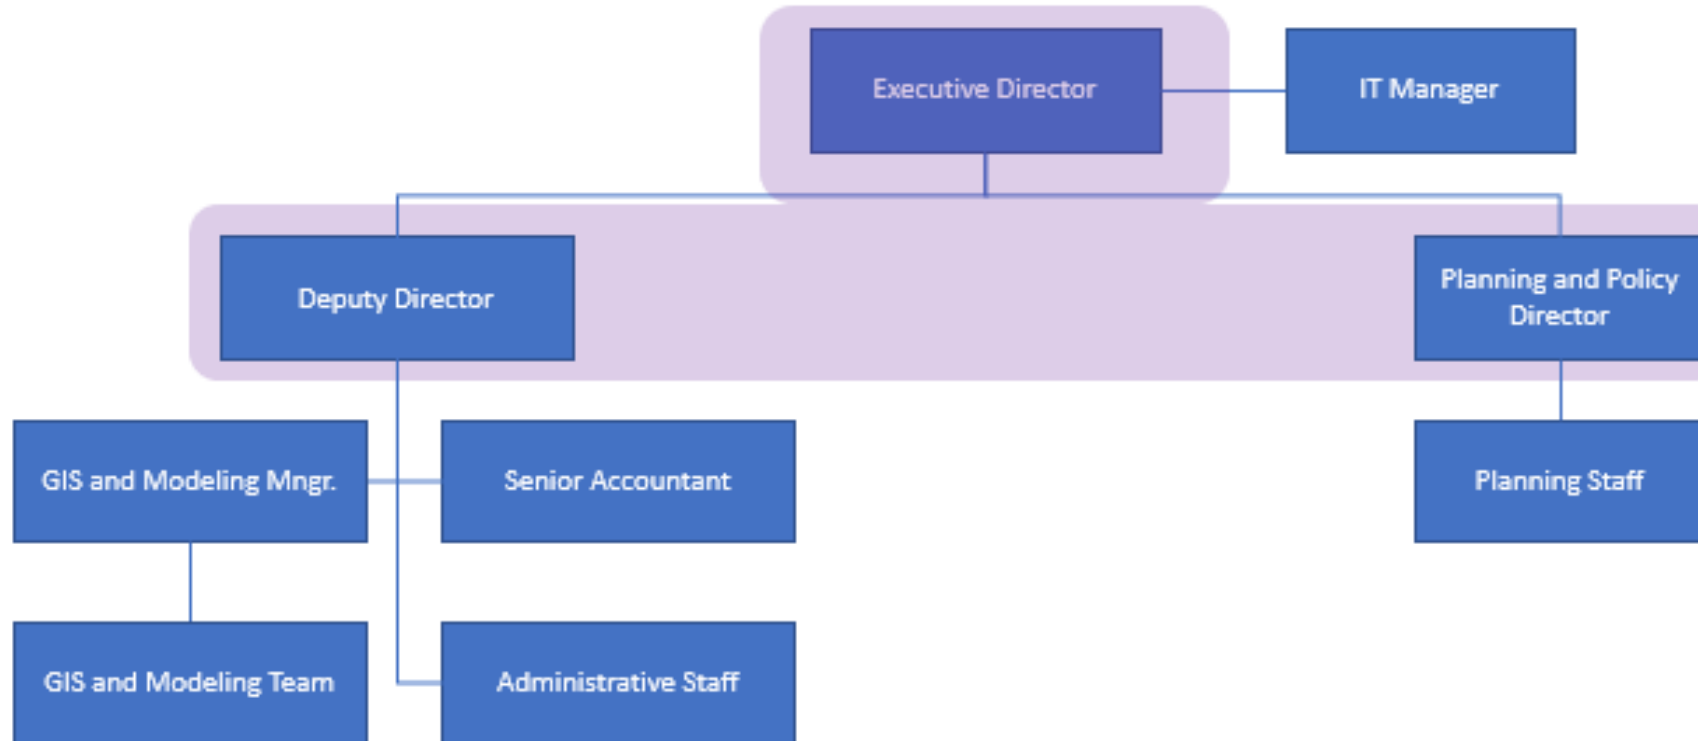 Executive Director
IT Manager
Deputy Director
Planning and Policy
Director
GIS and Modeling Mngr.
Senior Accountant
Planning Staff
GIS and Modeling Team
Administrative Staff